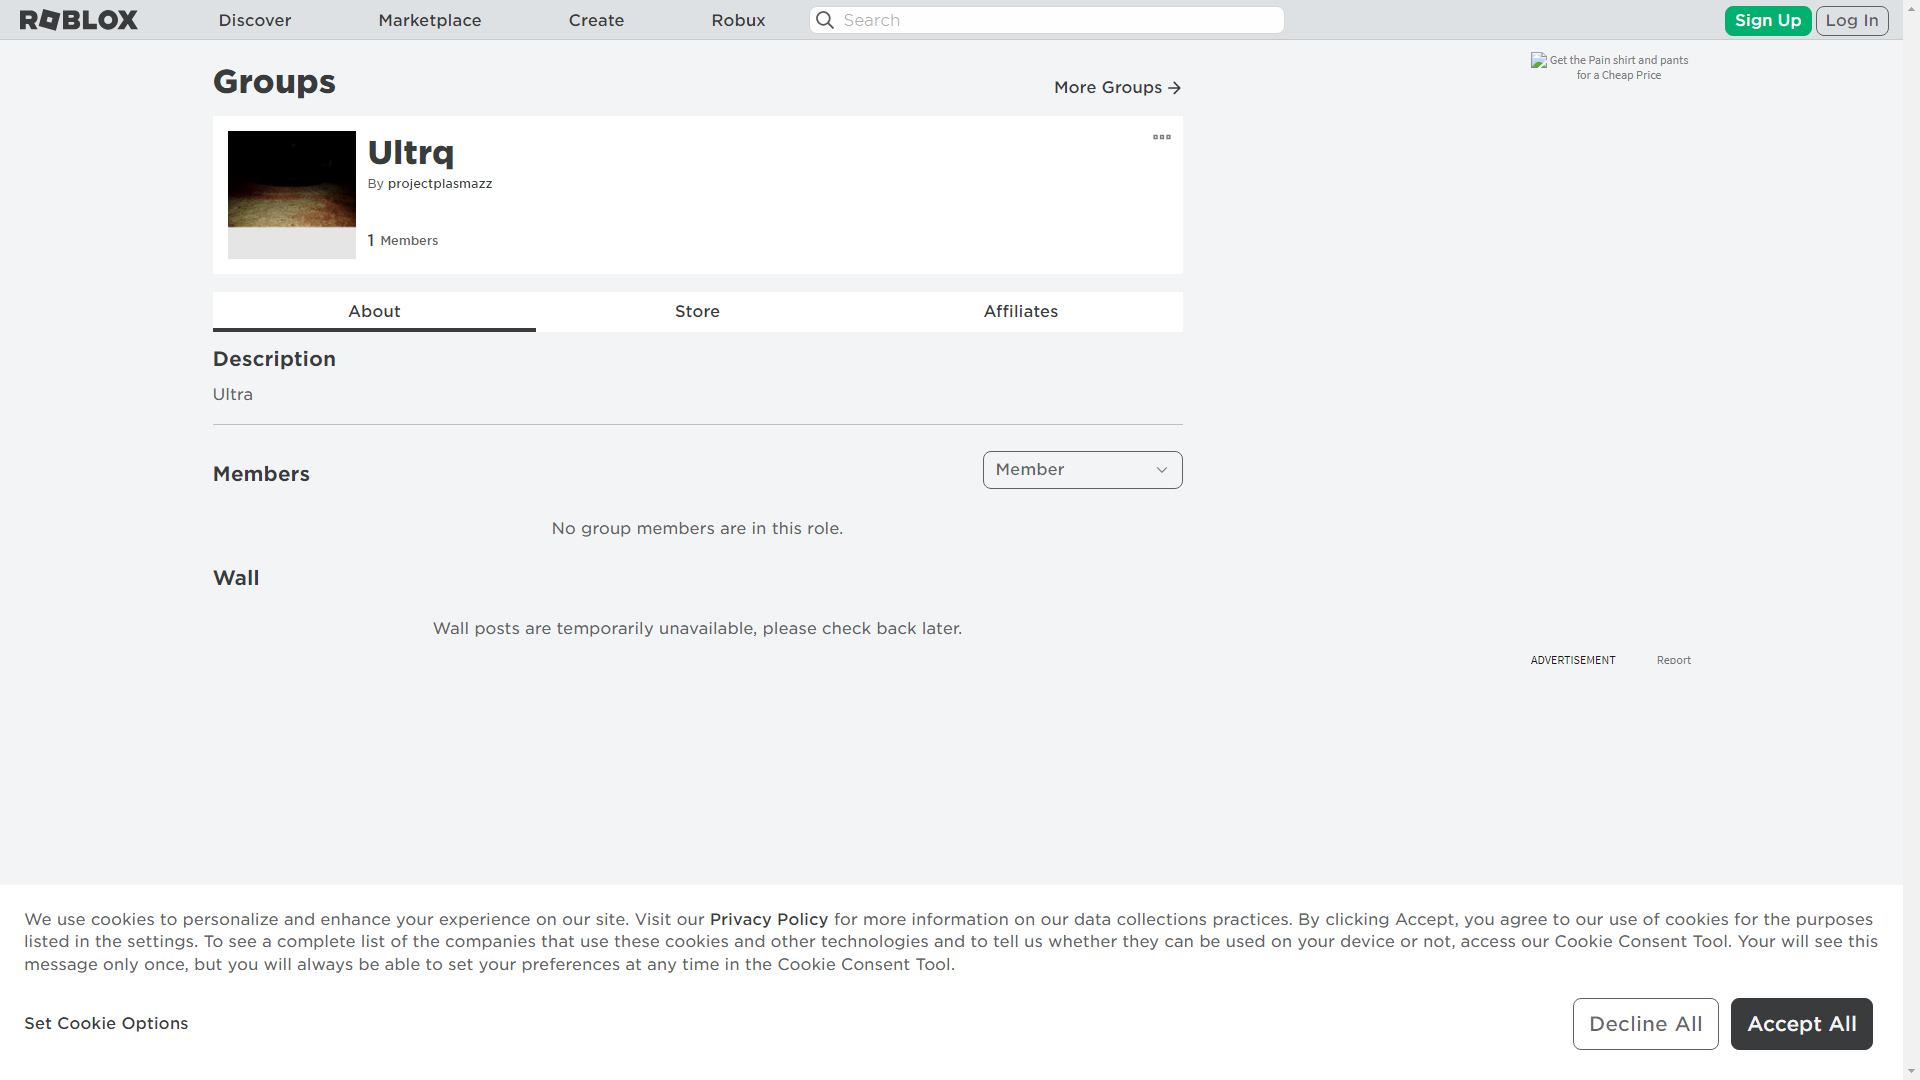 ROBLOX
Discover
Marketplace
Create
Robux
Search
Sign Up
Log In
Get the Pain shirt and pants
for a Cheap Price
Groups
More Groups
Ultrq
By projectplasmazz
1 Members
About
Store
Affiliates
Description
Ultra
Members
Member
No group members are in this role.
Wall
Wall posts are temporarily unavailable, please check back later.
ADVERTISEMENT
Report
We use cookies to personalize and enhance your experience on our site. Visit our Privacy Policy for more information on our data collections practices. By clicking Accept, you agree to our use of cookies for the purposes
listed in the settings. To see a complete list of the companies that use these cookies and other technologies and to tell us whether they can be used on your device or not, access our Cookie Consent Tool. Your will see this
message only once, but you will always be able to set your preferences at any time in the Cookie Consent Tool.
Set Cookie Options
Decline All
Accept All